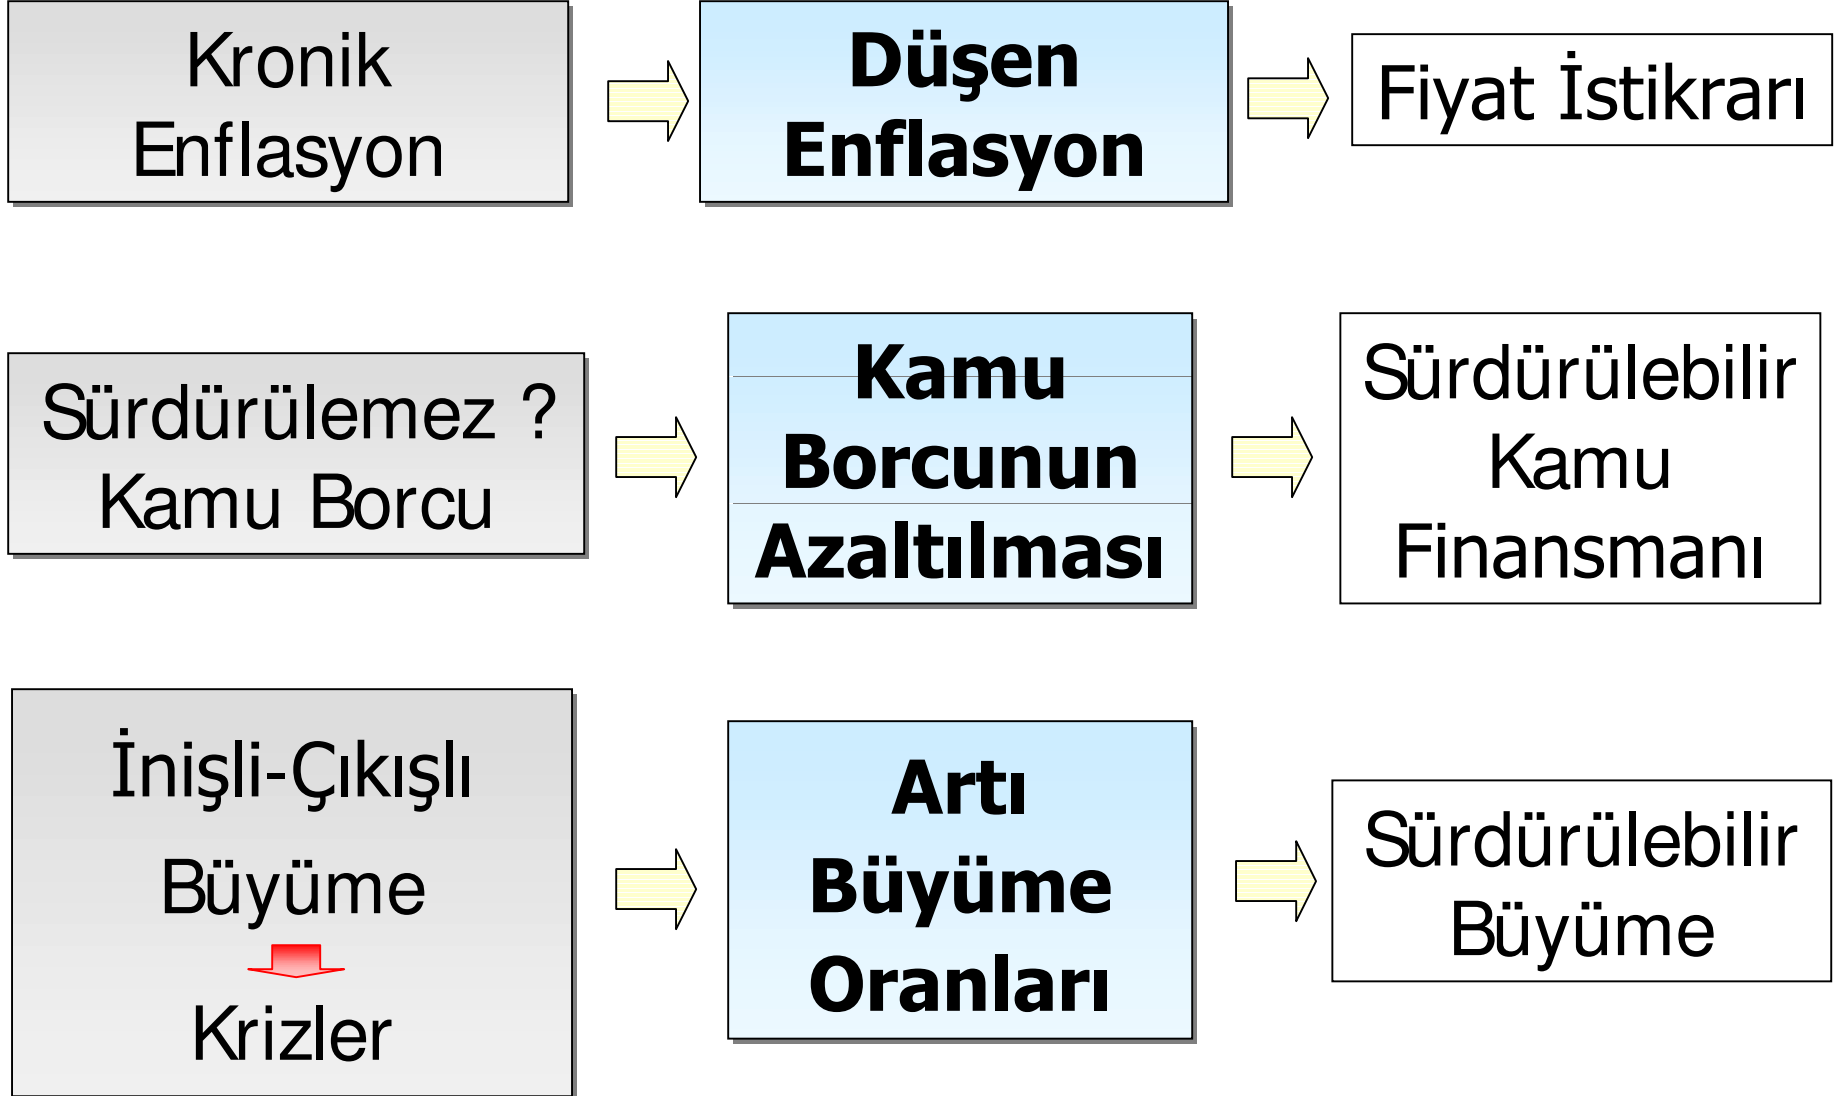 Kronik
Enflasyon
Düşen
Enflasyon
Fiyat İstikrarı
Sürdürülemez ?
Kamu Borcu
Kamu
Borcunun
Azaltılması
Sürdürülebilir
Kamu
Finansmanı
İnişli-Çıkışlı
Büyüme
Krizler
Artı
Büyüme
Oranları
Sürdürülebilir
Büyüme